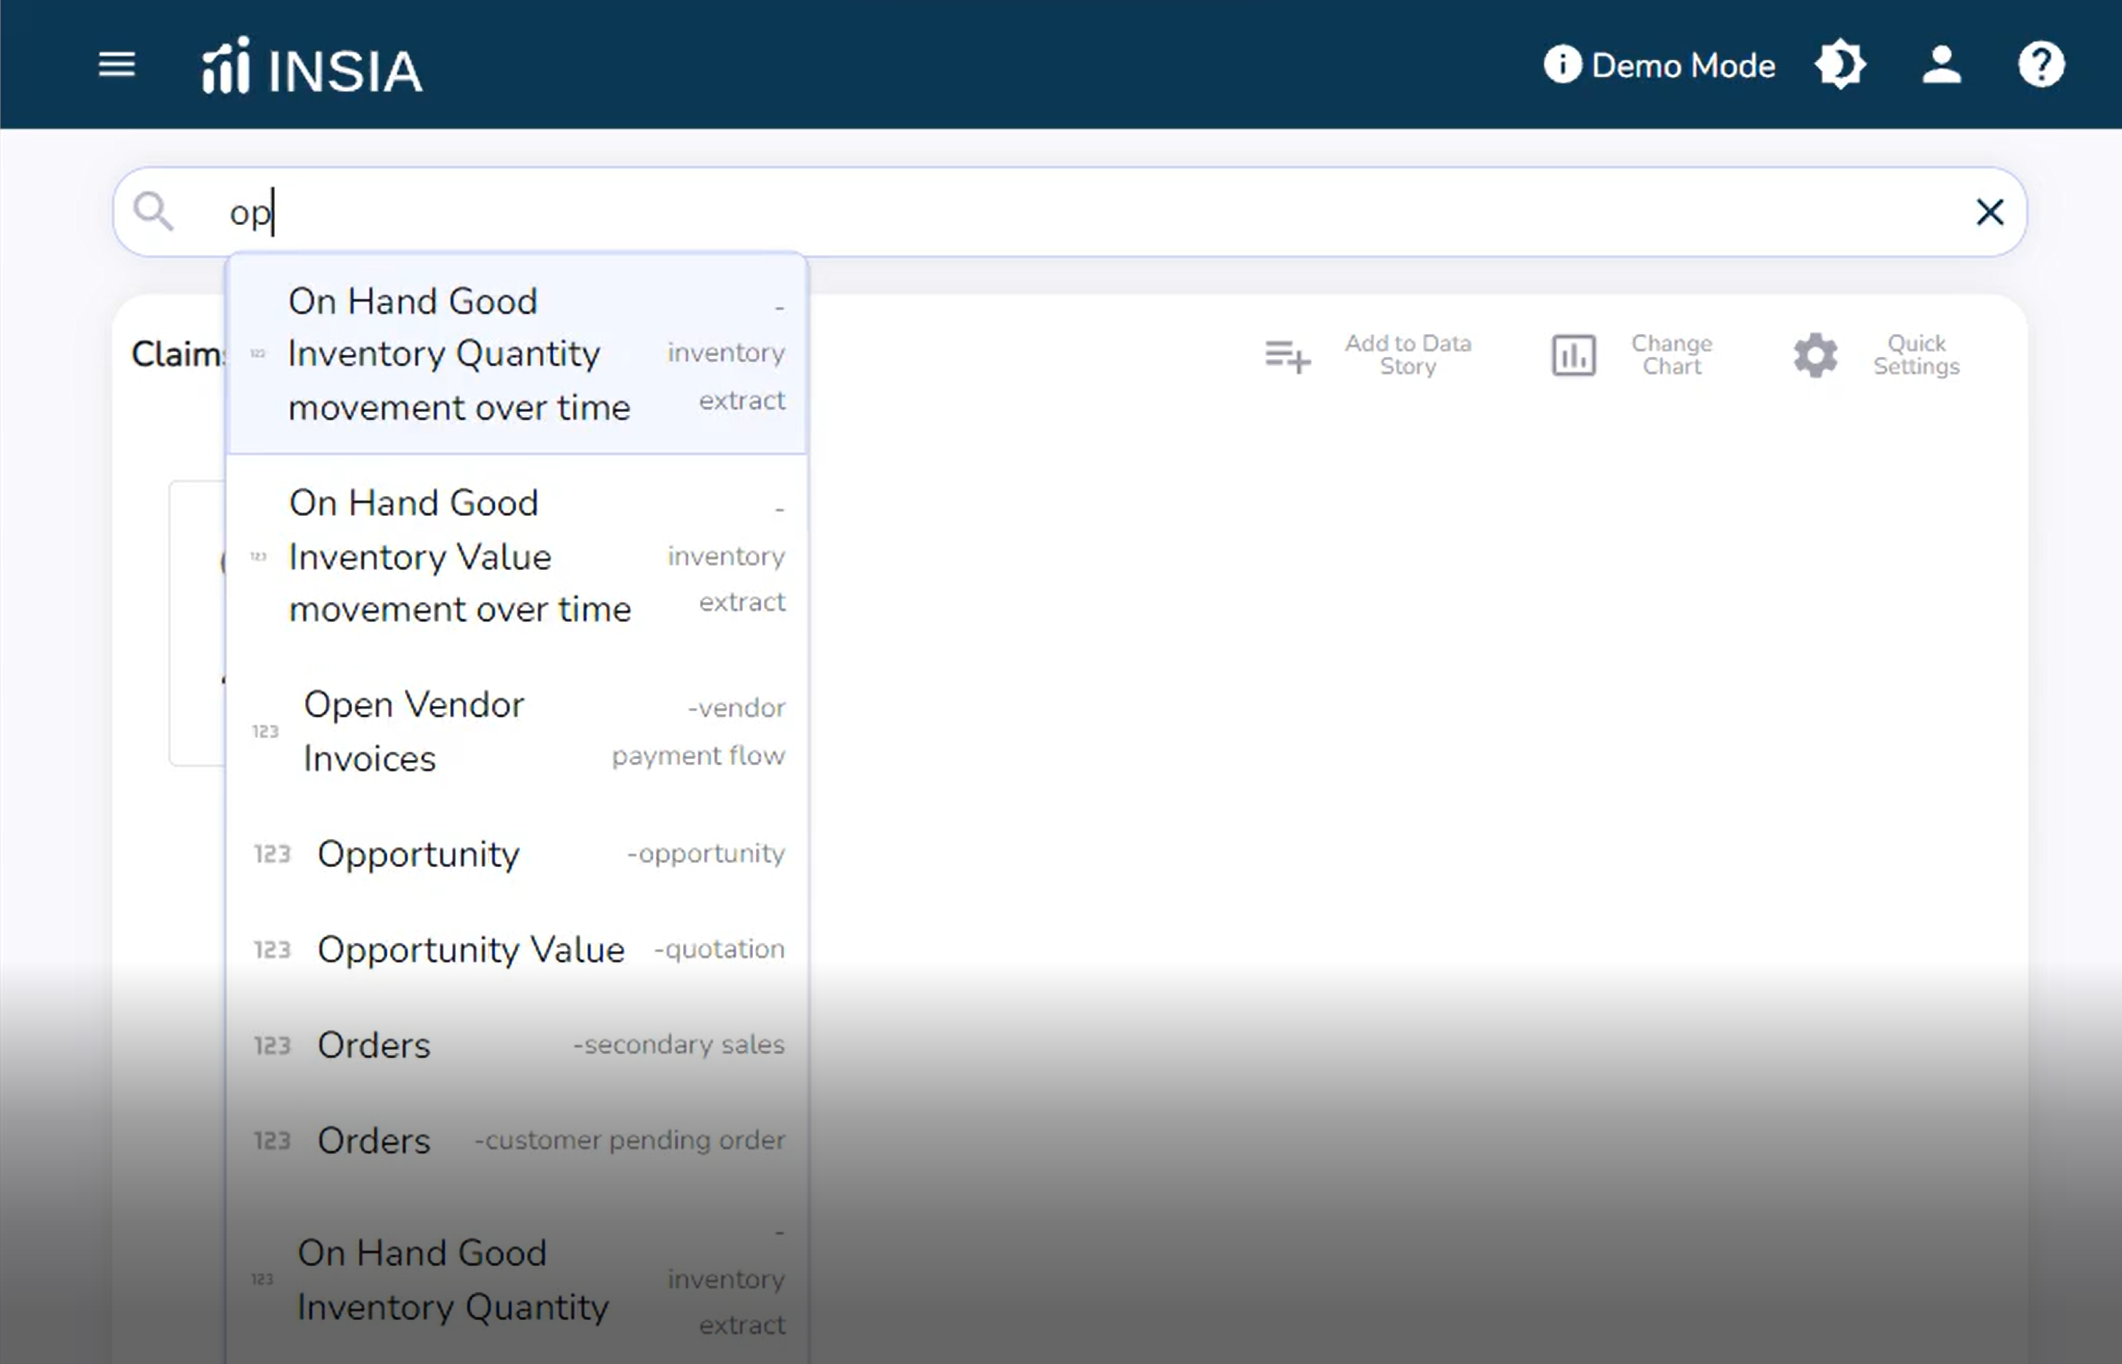 INSIA
Demo Mode
op
Claim
Add to Data
Story
Change
Chart
Quick
Settings
123 On Hand Good
Inventory Quantity
movement over time
-
inventory
extract
123 On Hand Good
Inventory Value
movement over time
-
inventory
extract
123 Open Vendor
Invoices
-vendor
payment flow
123 Opportunity -opportunity
123 Opportunity Value -quotation
123 Orders -secondary sales
123 Orders -customer pending order
123 On Hand Good
Inventory Quantity
-
inventory
extract